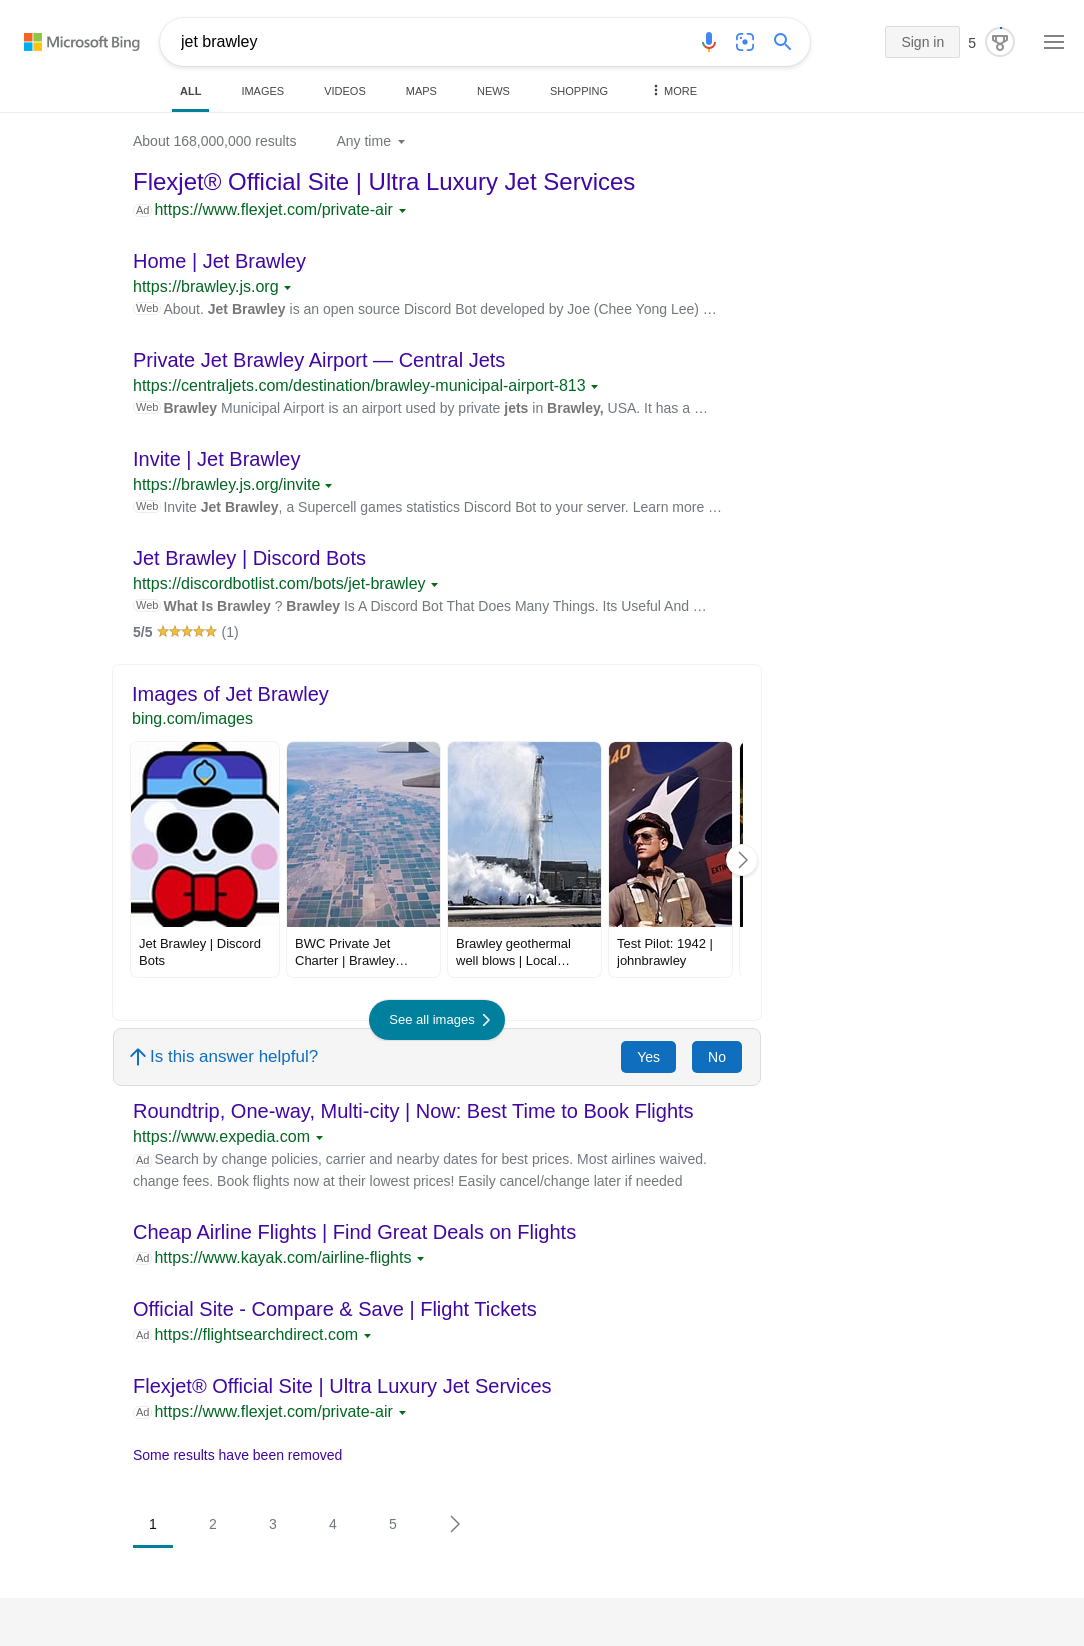 Microsoft Bing
jet brawley
Sign in
5
ALL
IMAGES
VIDEOS
MAPS
NEWS
SHOPPING
MORE
About 168,000,000 results
Any time
Flexjet® Official Site | Ultra Luxury Jet Services
Ad https://www.flexjet.com/private-air
Home | Jet Brawley
https://brawley.js.org
Web About. Jet Brawley is an open source Discord Bot developed by Joe (Chee Yong Lee) …
Private Jet Brawley Airport — Central Jets
https://centraljets.com/destination/brawley-municipal-airport-813
Web Brawley Municipal Airport is an airport used by private jets in Brawley, USA. It has a …
Invite | Jet Brawley
https://brawley.js.org/invite
Web Invite Jet Brawley, a Supercell games statistics Discord Bot to your server. Learn more …
Jet Brawley | Discord Bots
https://discordbotlist.com/bots/jet-brawley
Web What Is Brawley ? Brawley Is A Discord Bot That Does Many Things. Its Useful And …
5/5 (1)
Images of Jet Brawley
bing.com/images
40
EXTIN
Jet Brawley | Discord
Bots
BWC Private Jet
Charter | Brawley…
Brawley geothermal
well blows | Local…
Test Pilot: 1942 |
johnbrawley
See all images
Is this answer helpful?
Yes
No
Roundtrip, One-way, Multi-city | Now: Best Time to Book Flights
https://www.expedia.com
Ad Search by change policies, carrier and nearby dates for best prices. Most airlines waived.
change fees. Book flights now at their lowest prices! Easily cancel/change later if needed
Cheap Airline Flights | Find Great Deals on Flights
Ad https://www.kayak.com/airline-flights
Official Site - Compare & Save | Flight Tickets
Ad https://flightsearchdirect.com
Flexjet® Official Site | Ultra Luxury Jet Services
Ad https://www.flexjet.com/private-air
Some results have been removed
1
2
3
4
5